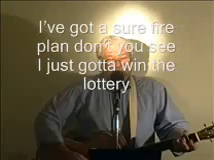 I've got a sure fire
plan don't you see
I just gotta win the
lottery